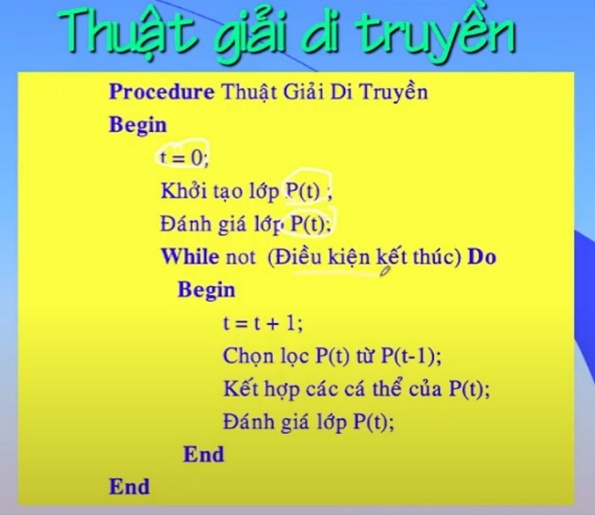 Thuật giải di truyền
Procedure Thuật Giải Di Truyền
Begin
t = 0;
Khởi tạo lớp P(t) ;
Đánh giá lớp P(t);
While not (Điều kiện kết thúc) Do
Begin
t = t + 1;
Chọn lọc P(t) từ P(t-1);
Kết hợp các cá thể của P(t);
Đánh giá lớp P(t);
End
End